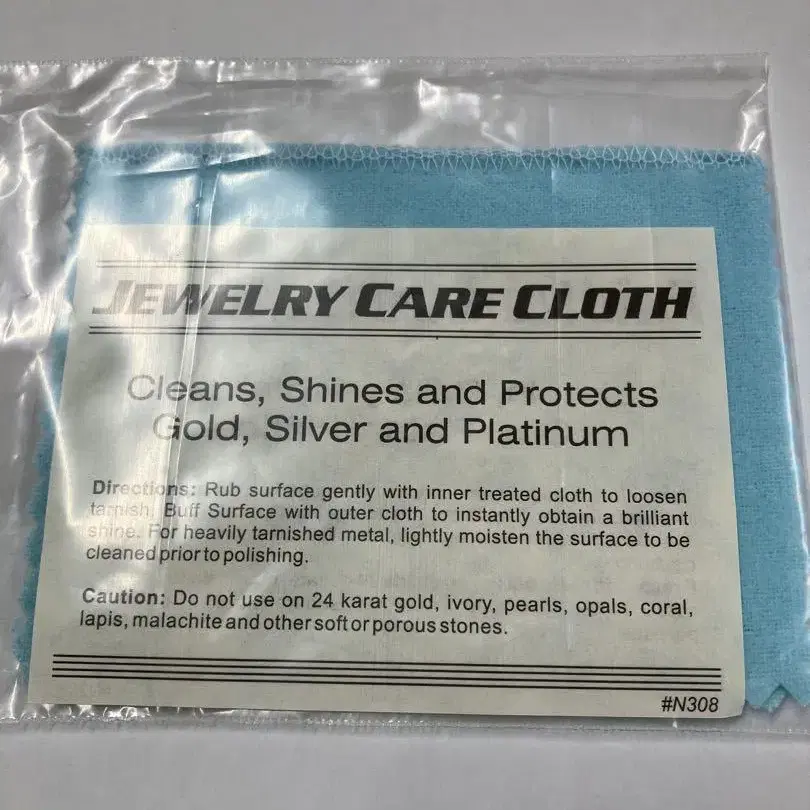 JEWELRY CARE CLOTH
Cleans, Shines and Protects
Gold, Silver and Platinum
Directions: Rub surface gently with inner treated cloth to loosen
tarnish. Buff Surface with outer cloth to instantly obtain a brilliant
shine. For heavily tarnished metal, lightly moisten the surface to be
cleaned prior to polishing.
Caution: Do not use on 24 karat gold, ivory, pearls, opals, coral,
lapis, malachite and other soft or porous stones.
#N308